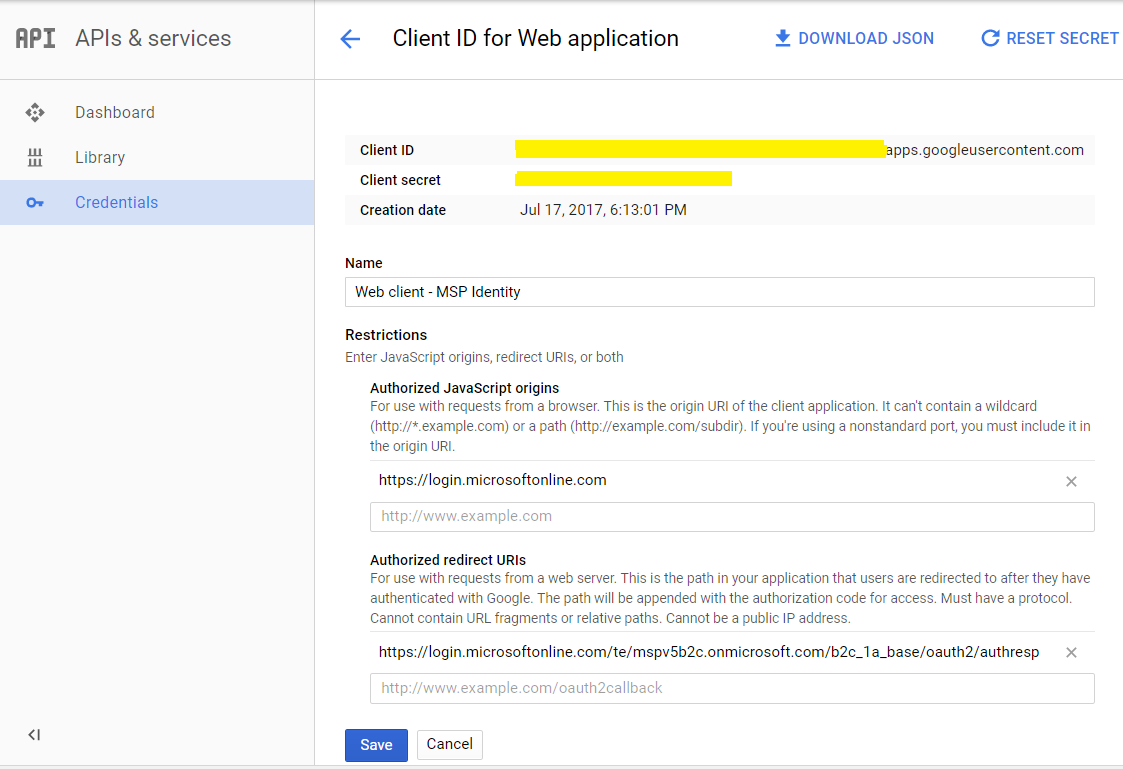 API APIs & services
Client ID for Web application
DOWNLOAD JSON
RESET SECRET
Dashboard
Library
Credentials
Client ID apps.googleusercontent.com
Client secret
Creation date Jul 17, 2017, 6:13:01 PM
Name
Web client - MSP Identity
Restrictions
Enter JavaScript origins, redirect URIs, or both
Authorized JavaScript origins
For use with requests from a browser. This is the origin URI of the client application. It can't contain a wildcard
(http://*.example.com) or a path (http://example.com/subdir). If you're using a nonstandard port, you must include it in
the origin URI.
https://login.microsoftonline.com
http://www.example.com
Authorized redirect URIs
For use with requests from a web server. This is the path in your application that users are redirected to after they have
authenticated with Google. The path will be appended with the authorization code for access. Must have a protocol.
Cannot contain URL fragments or relative paths. Cannot be a public IP address.
https://login.microsoftonline.com/te/mspv5b2c.onmicrosoft.com/b2c_1a_base/oauth2/authresp
http://www.example.com/oauth2callback
Save Cancel